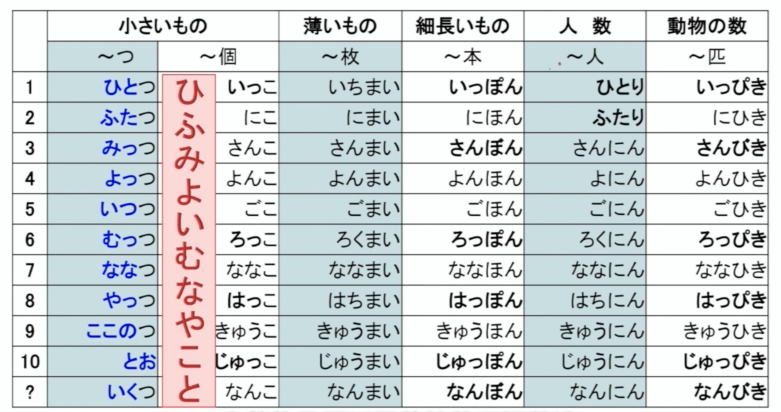 小さいもの 薄いもの 細長いもの 人 数 動物の数
～つ ～個 ～枚 ～本 ～人 ～匹
1 ひとつ いっこ いちまい いっぽん ひとり いっぴき
2 ふたつ にこ にまい にほん ふたり にひき
3 みっつ さんこ さんまい さんぼん さんにん さんびき
4 よっつ よんこ よんまい よんほん よにん よんひき
5 いつつ ごこ ごまい ごほん ごにん ごひき
6 むっつ ろっこ ろくまい ろっぽん ろくにん ろっぴき
7 ななつ ななこ ななまい ななほん ななにん ななひき
8 やっつ はっこ はちまい はっぽん はちにん はっぴき
9 ここのつ きゅうこ きゅうまい きゅうほん きゅうにん きゅうひき
10 とお じゅっこ じゅうまい じゅっぽん じゅうにん じゅっぴき
? いくつ なんこ なんまい なんぼん なんにん なんびき
ひふみよいむなやこと